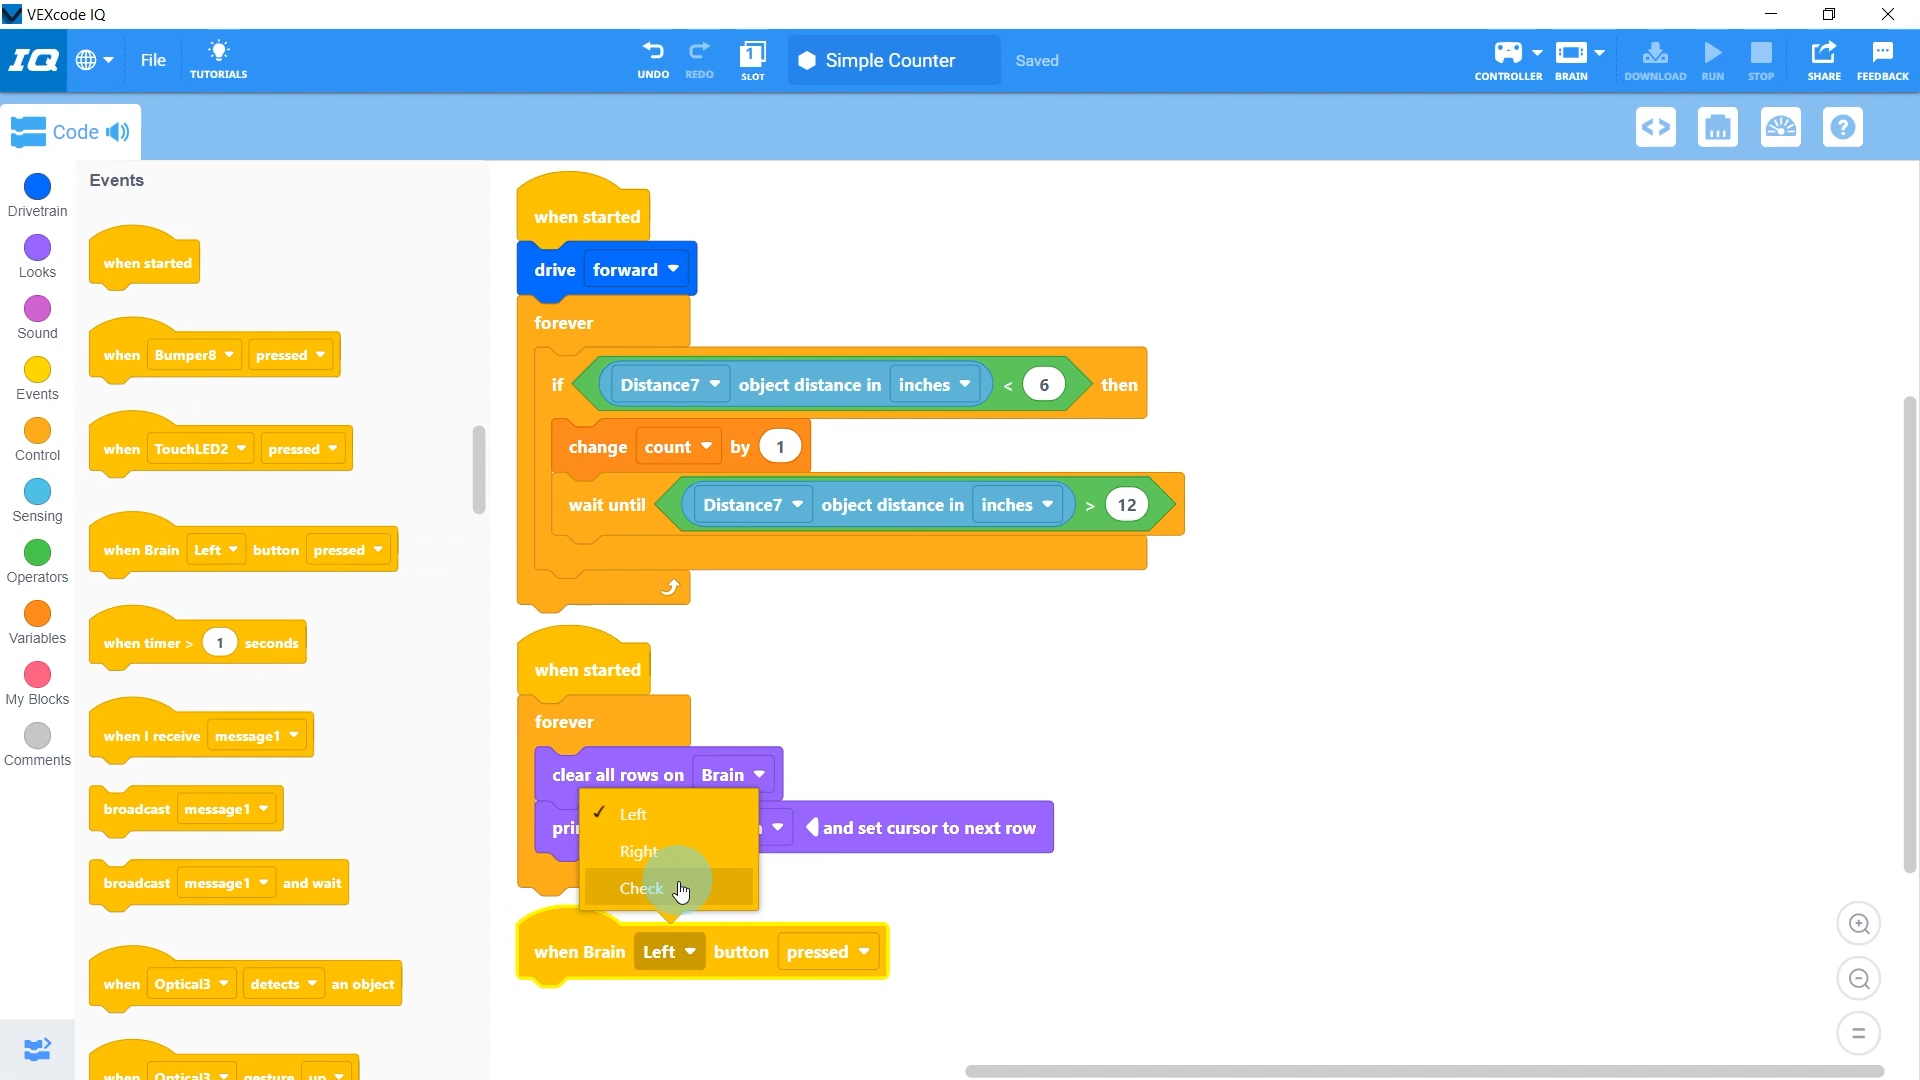 VEXcode IQ
IQ
File
TUTORIALS
UNDO
REDO
1
SLOT
Simple Counter
Saved
CONTROLLER
BRAIN
DOWNLOAD
RUN
STOP
SHARE
FEEDBACK
Code
Drivetrain
Looks
Sound
Events
Control
Sensing
Operators
Variables
My Blocks
Comments
Events
when started
when Bumper8 pressed
when TouchLED2 pressed
when Brain Left button pressed
when timer > 1 seconds
when I receive message1
broadcast message1
broadcast message1 and wait
when Optical3 detects an object
when Optical3 gesture up
when started
drive forward
forever
if Distance7 object distance in inches < 6 then
change count by 1
wait until Distance7 object distance in inches > 12
when started
forever
clear all rows on Brain
and set cursor to next row
Left
Right
Check
when Brain Left button pressed